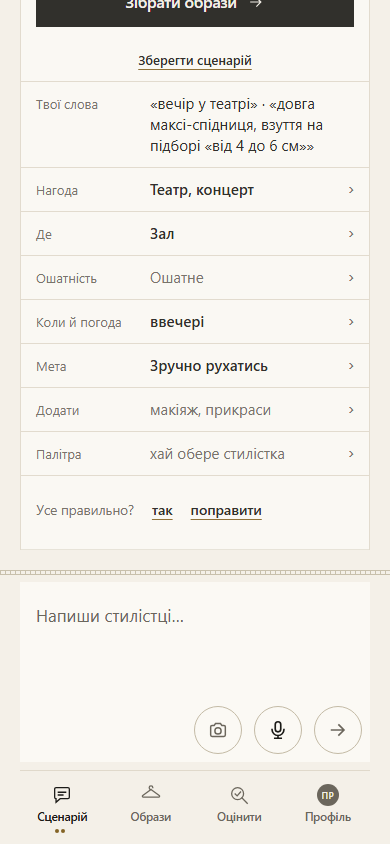 Зібрати образи →
Зберегти сценарій
Твої слова
«вечір у театрі» · «довга
максі-спідниця, взуття на
підборі «від 4 до 6 см»»
Нагода
Театр, концерт
Де
Зал
Ошатність
Ошатне
Коли й погода
ввечері
Мета
Зручно рухатись
Додати
макіяж, прикраси
Палітра
хай обере стилістка
Усе правильно? так поправити
Напиши стилістці...
ПР
Сценарій Образи Оцінити Профіль